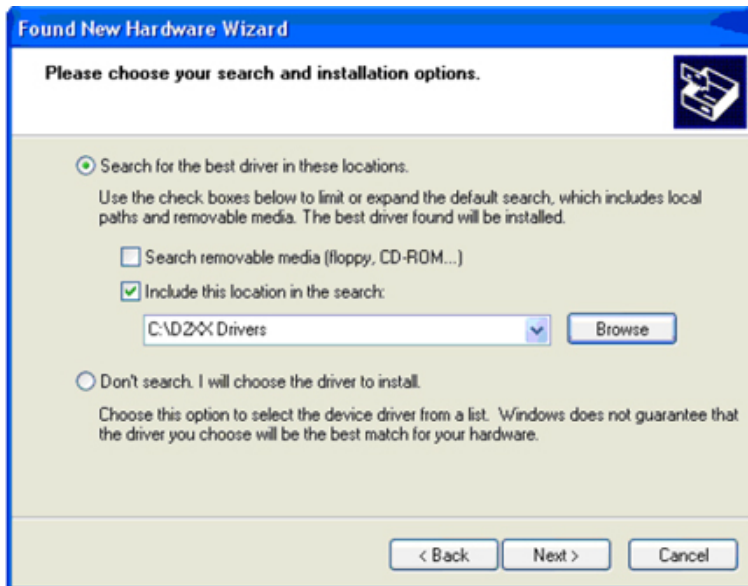 Found New Hardware Wizard
Please choose your search and installation options.
Search for the best driver in these locations.
Use the check boxes below to limit or expand the default search, which includes local
paths and removable media. The best driver found will be installed.
Search removable media (floppy, CD-ROM...)
Include this location in the search:
C:\D2XX Drivers
Browse
Don't search. I will choose the driver to install.
Choose this option to select the device driver from a list. Windows does not guarantee that
the driver you choose will be the best match for your hardware.
< Back Next > Cancel